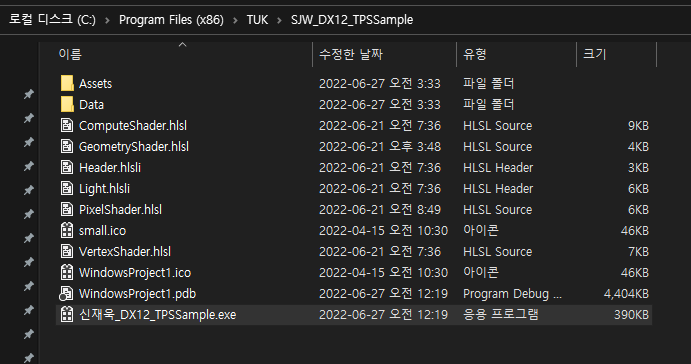 로컬 디스크 (C:) > Program Files (x86) > TUK > SJW_DX12_TPSSample
이름 수정한 날짜 유형 크기
Assets 2022-06-27 오전 3:33 파일 폴더
Data 2022-06-27 오전 3:33 파일 폴더
ComputeShader.hlsl 2022-06-21 오전 7:36 HLSL Source 9KB
GeometryShader.hlsl 2022-06-21 오후 3:48 HLSL Source 4KB
Header.hlsli 2022-06-21 오전 7:36 HLSL Header 3KB
Light.hlsli 2022-06-21 오전 7:36 HLSL Header 6KB
PixelShader.hlsl 2022-06-21 오전 8:49 HLSL Source 6KB
small.ico 2022-04-15 오전 10:30 아이콘 46KB
VertexShader.hlsl 2022-06-21 오전 7:36 HLSL Source 7KB
WindowsProject1.ico 2022-04-15 오전 10:30 아이콘 46KB
WindowsProject1.pdb 2022-06-27 오전 12:19 Program Debug ... 4,404KB
신재욱_DX12_TPSSample.exe 2022-06-27 오전 12:19 응용 프로그램 390KB